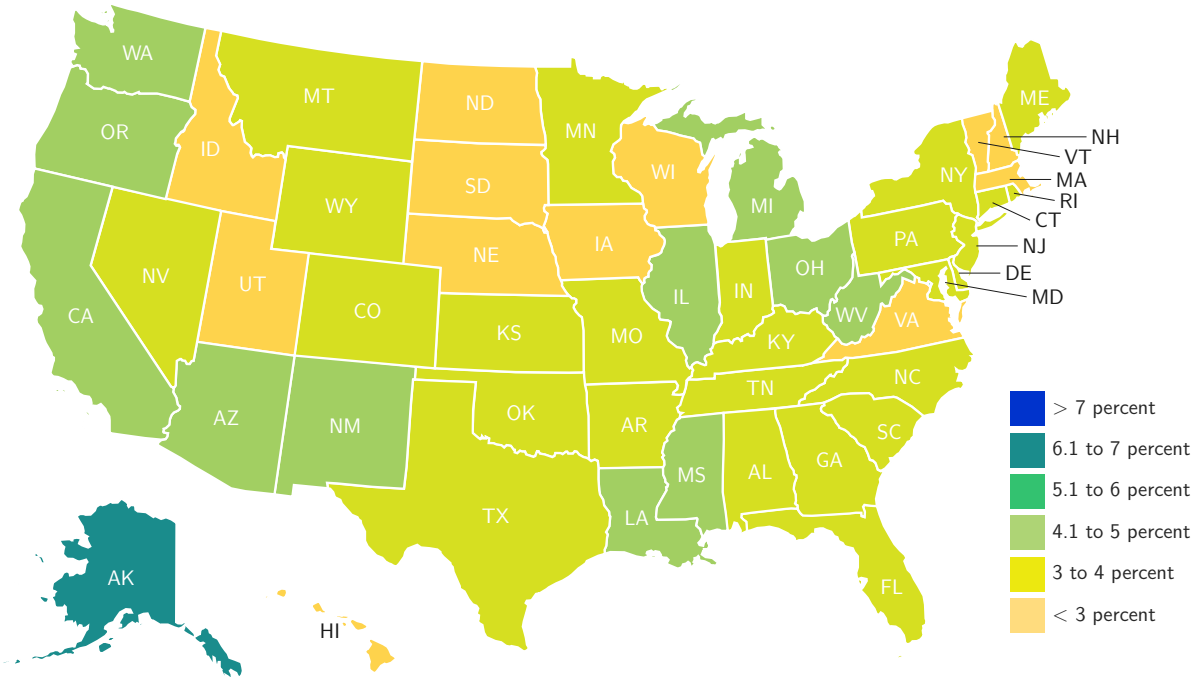 WA
MT
ND
ME
MN
OR
NH
ID
VT
WI
NY
SD
MA
RI
WY
MI
CT
PA
IA
NJ
NE
OH
NV
DE
UT
IL
IN
MD
CO
CA
WV
VA
KS
MO
KY
NC
TN
OK
> 7 percent
AZ
NM
AR
SC
6.1 to 7 percent
GA
AL
MS
5.1 to 6 percent
TX
LA
4.1 to 5 percent
AK
3 to 4 percent
FL
< 3 percent
HI